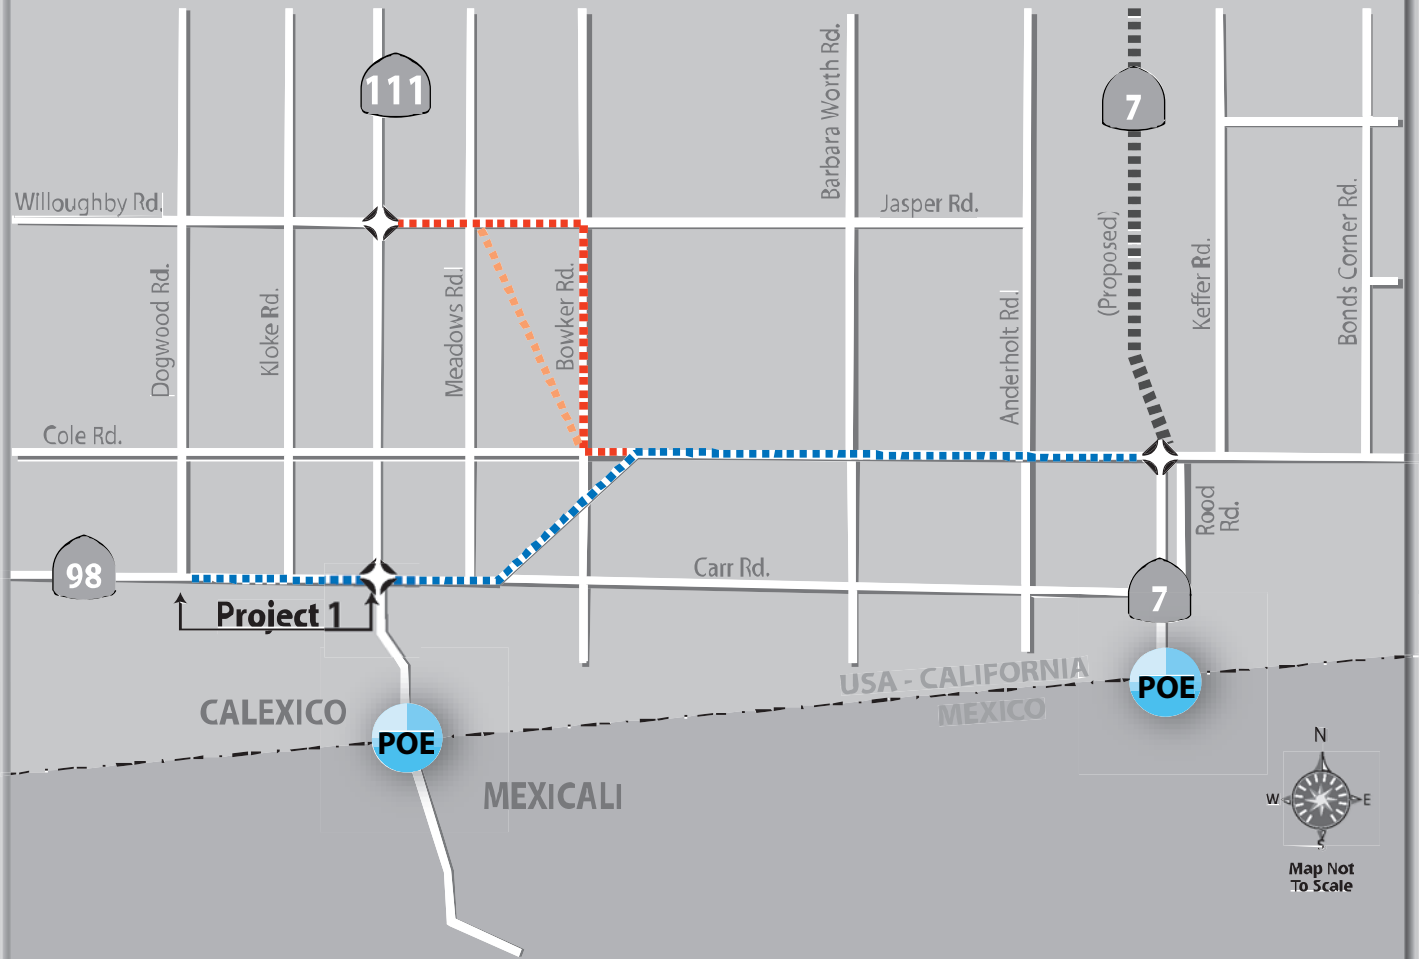 111
7
Barbara Worth Rd.
Willoughby Rd.
Jasper Rd.
Dogwood Rd.
Kloke Rd.
Meadows Rd.
Bowker Rd.
Anderholt Rd.
(Proposed)
Keffer Rd.
Bonds Corner Rd.
Cole Rd.
Rood
Rd.
98
Carr Rd.
7
Project 1
USA - CALIFORNIA
MEXICO
POE
CALEXICO
POE
MEXICALI
N
W
E
S
Map Not
To Scale